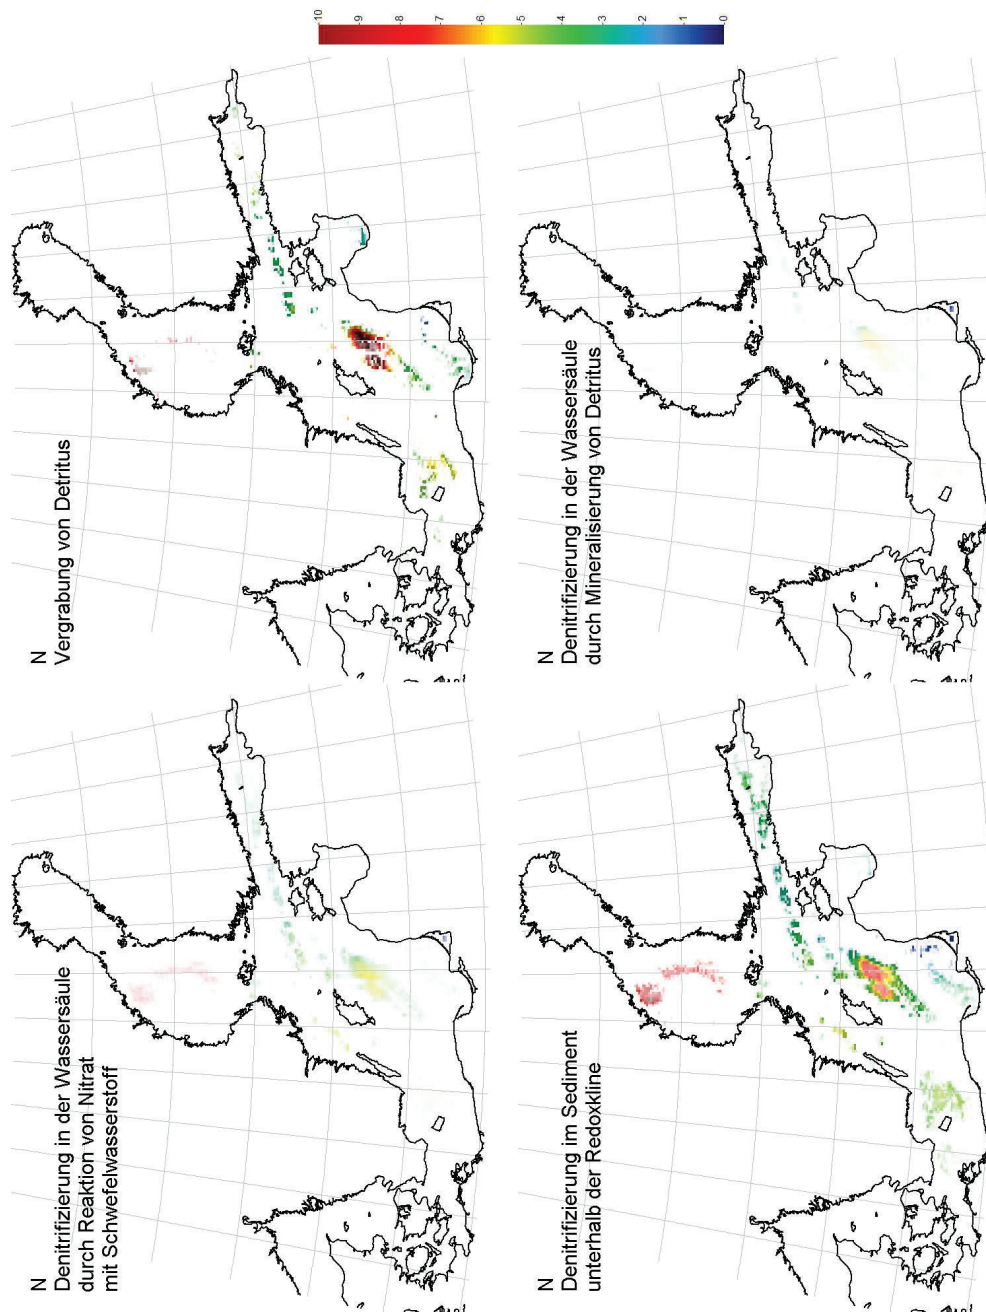 N
Denitrifizierung in der Wassersäule
durch Reaktion von Nitrat
mit Schwefelwasserstoff
N
Vergrabung von Detritus
N
Denitrifizierung im Sediment
unterhalb der Redoxkline
N
Denitrifizierung in der Wassersäule
durch Mineralisierung von Detritus
10
9
8
7
6
5
4
3
2
1
0